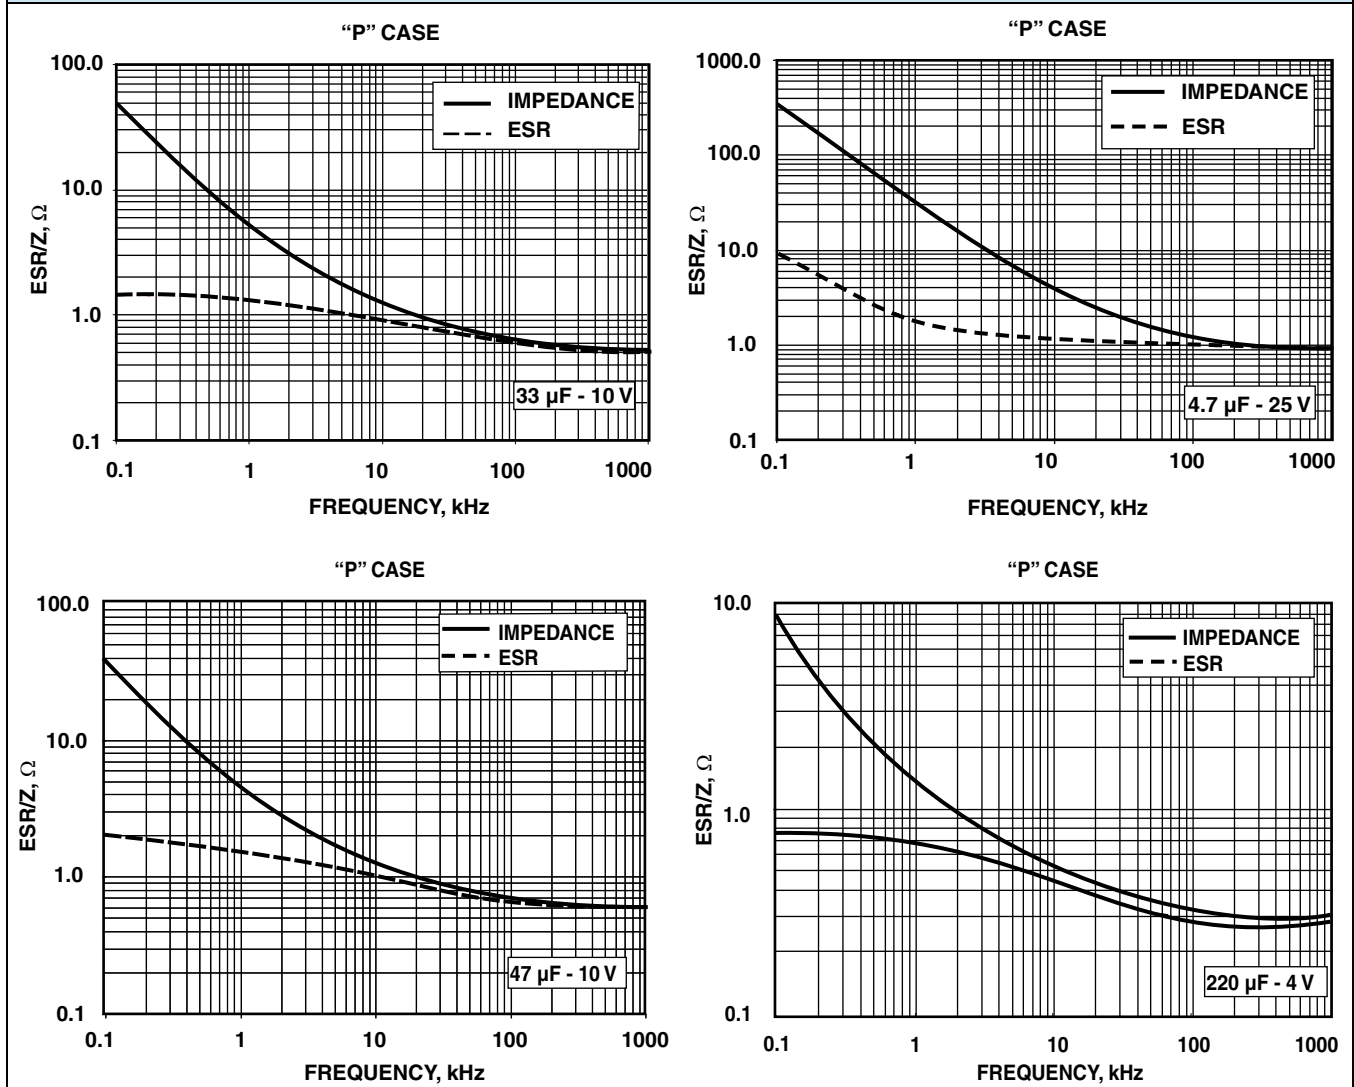 “P” CASE
100.0
10.0
1.0
0.1
ESR/Z, Ω
IMPEDANCE
ESR
33 µF - 10 V
0.1 1 10 100 1000
FREQUENCY, kHz
“P” CASE
1000.0
100.0
10.0
1.0
0.1
ESR/Z, Ω
IMPEDANCE
ESR
4.7 µF - 25 V
0.1 1 10 100 1000
FREQUENCY, kHz
“P” CASE
100.0
10.0
1.0
0.1
ESR/Z, Ω
IMPEDANCE
ESR
47 µF - 10 V
0.1 1 10 100 1000
FREQUENCY, kHz
“P” CASE
10.0
1.0
0.1
ESR/Z, Ω
IMPEDANCE
ESR
220 µF - 4 V
0.1 1 10 100 1000
FREQUENCY, kHz